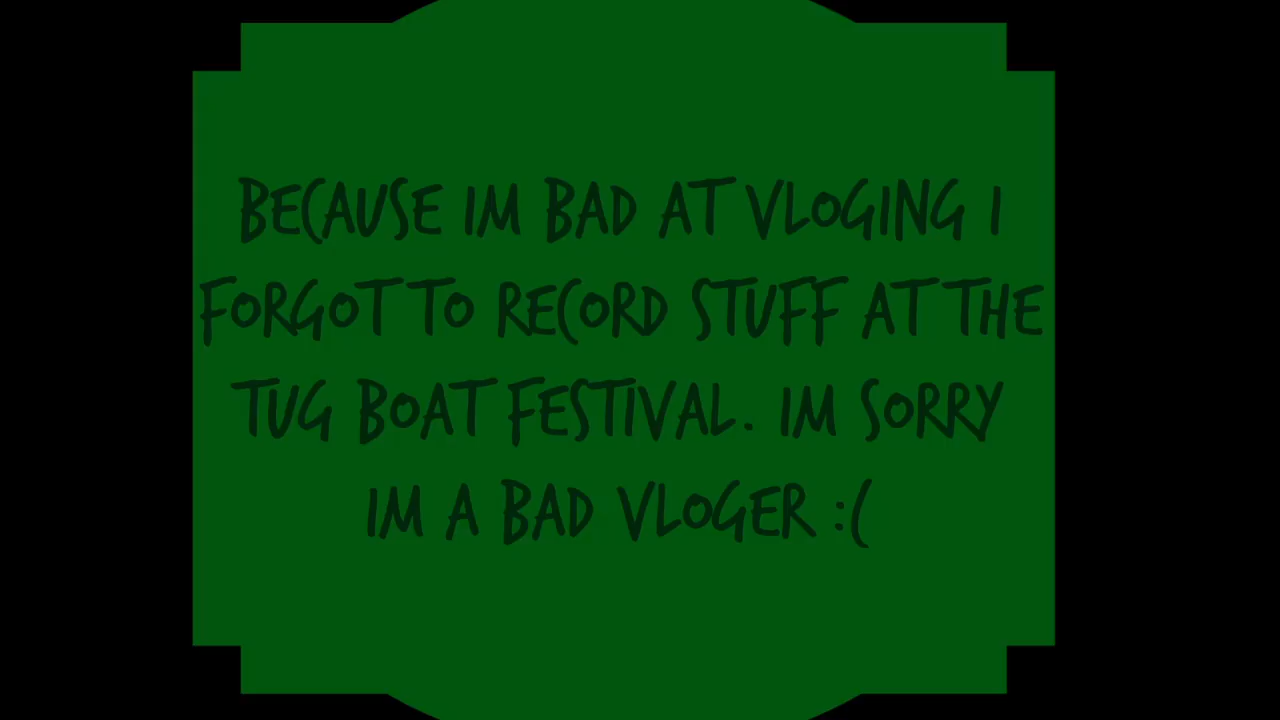 BECAUSE IM BAD AT VLOGING I
FORGOT TO RECORD STUFF AT THE
TUG BOAT FESTIVAL. IM SORRY
IM A BAD VLOGER :(